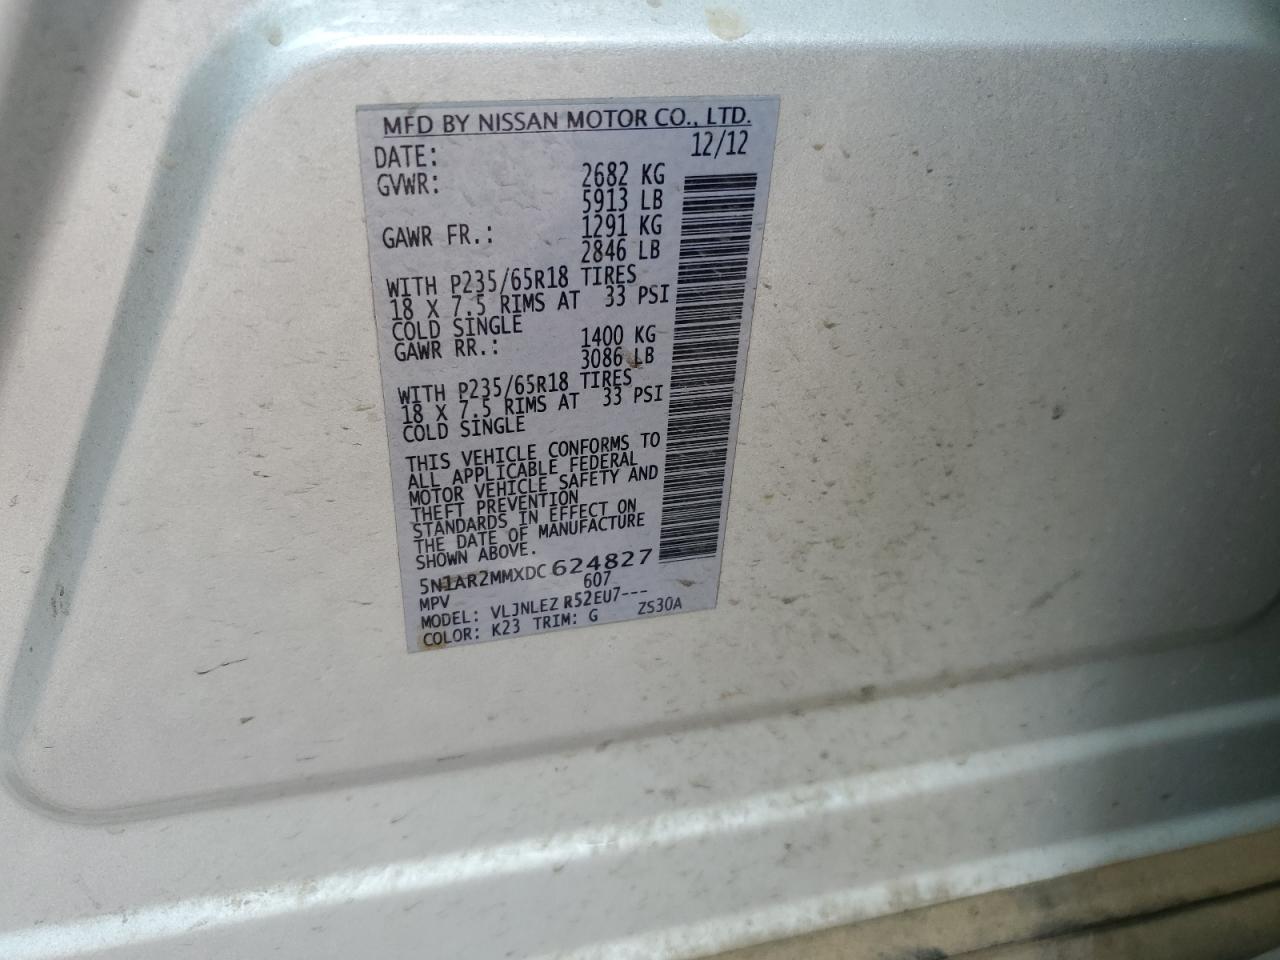 MFD BY NISSAN MOTOR CO., LTD.
DATE: 12/12
GVWR: 2682 KG
5913 LB
GAWR FR.: 1291 KG
2846 LB
WITH P235/65R18 TIRES
18 X 7.5 RIMS AT 33 PSI
COLD SINGLE
GAWR RR.: 1400 KG
3086 LB
WITH P235/65R18 TIRES
18 X 7.5 RIMS AT 33 PSI
COLD SINGLE
THIS VEHICLE CONFORMS TO
ALL APPLICABLE FEDERAL
MOTOR VEHICLE SAFETY AND
THEFT PREVENTION
STANDARDS IN EFFECT ON
THE DATE OF MANUFACTURE
SHOWN ABOVE.
5N1AR2MMXDC624827
MPV 607
MODEL: VLJNLEZ R52EU7---
COLOR: K23 TRIM: G ZS30A